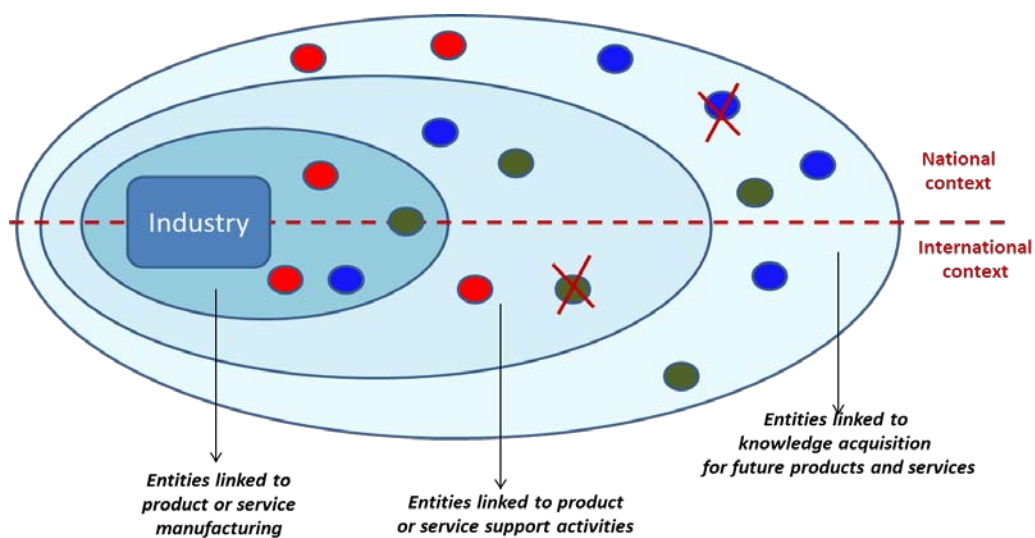 National
context
Industry
International
context
Entities linked to
knowledge acquisition
for future products and services
Entities linked to
product or service
manufacturing
Entities linked to product
or service support activities